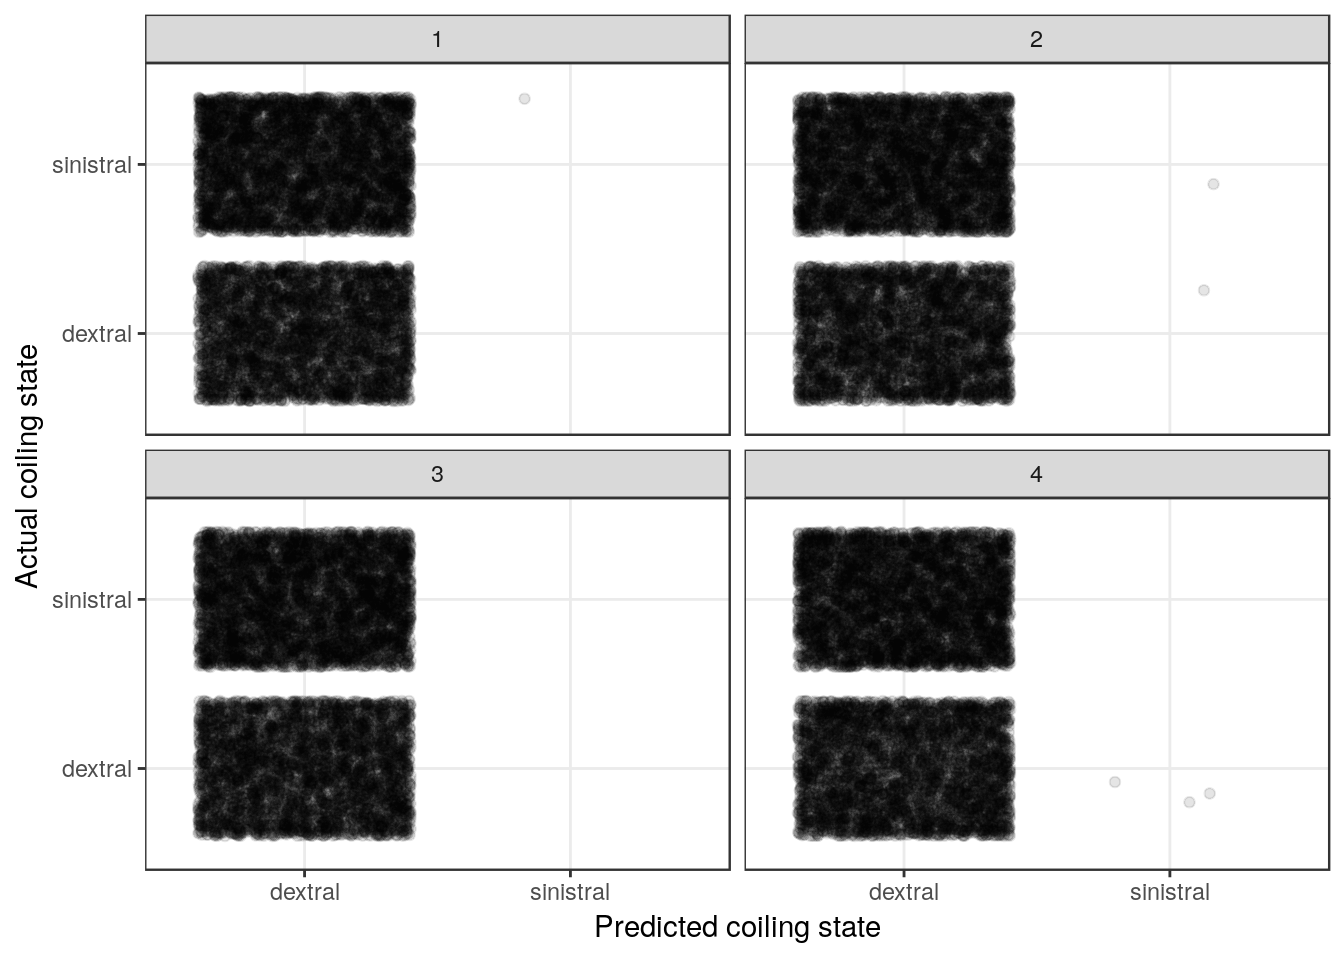 1
2
sinistral
dextral
3
4
sinistral
dextral
dextral
sinistral
dextral
sinistral
Predicted coiling state
Actual coiling state